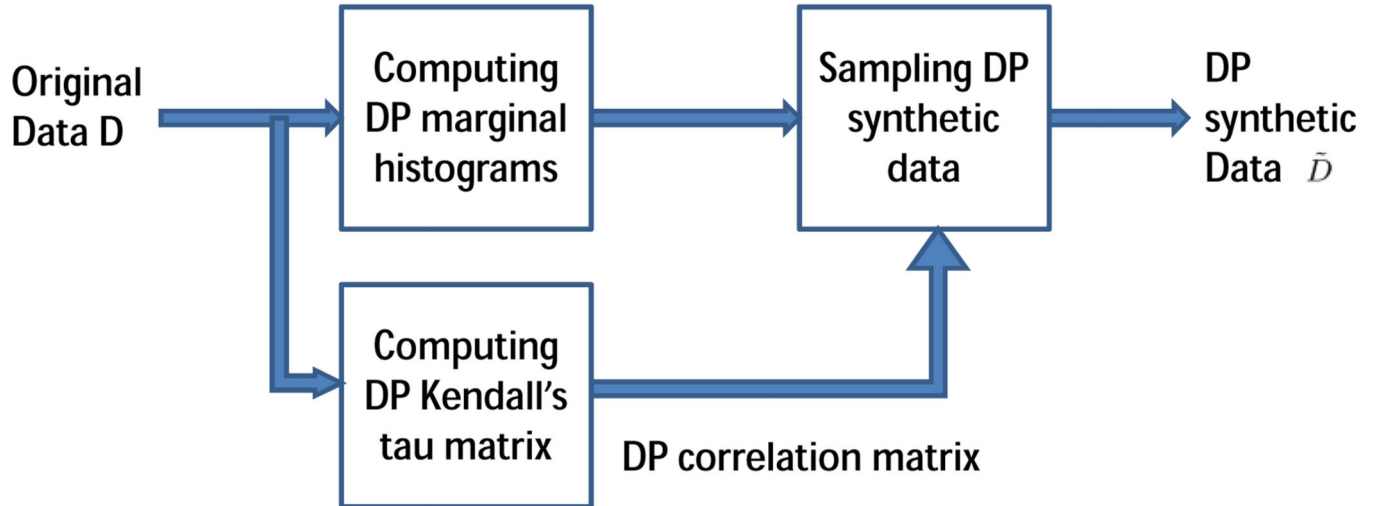 Original
Data D
Computing
DP marginal
histograms
Sampling DP
synthetic
data
DP
synthetic
Data D̃
Computing
DP Kendall’s
tau matrix
DP correlation matrix